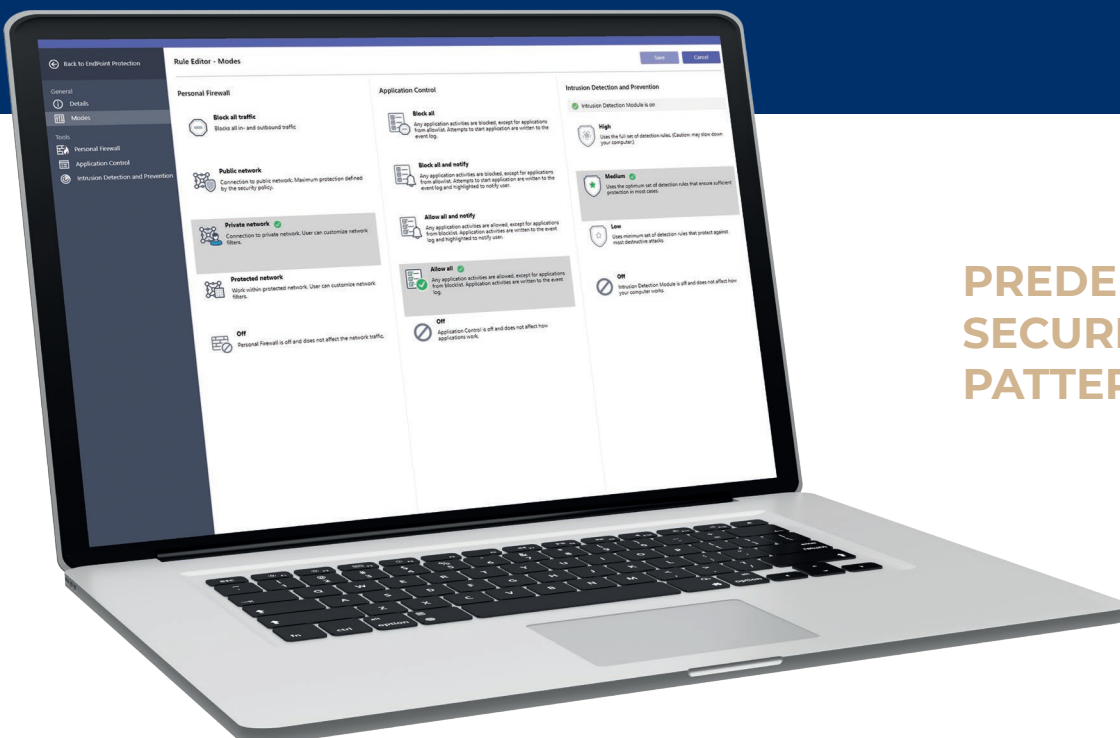 Back to EndPoint Protection
General
Details
Modes
Tools
Personal Firewall
Application Control
Intrusion Detection and Prevention
Rule Editor - Modes
Save
Cancel
Personal Firewall
Block all traffic
Blocks all in- and outbound traffic
Public network
Connection to public network. Maximum protection defined
by the security policy.
Private network
Connection to private network. User can customize network
filters.
Protected network
Work within protected network. User can customize network
filters.
Off
Personal Firewall is off and does not affect the network traffic.
Application Control
Block all
Any application activities are blocked, except for applications
from allowlist. Attempts to start application are written to the
event log.
Block all and notify
Any application activities are blocked, except for applications
from allowlist. Attempts to start application are written to the
event log and highlighted to notify user.
Allow all and notify
Any application activities are allowed, except for applications
from blocklist. Application activities are written to the event
log and highlighted to notify user.
Allow all
Any application activities are allowed, except for applications
from blocklist. Application activities are written to the event
log.
Off
Application Control is off and does not affect how
applications work.
Intrusion Detection and Prevention
Intrusion Detection Module is on
High
Uses the full set of detection rules. (Caution: may slow down
your computer.)
Medium
Uses the optimum set of detection rules that ensure sufficient
protection in most cases.
Low
Uses minimum set of detection rules that protect against
most destructive attacks.
Off
Intrusion Detection Module is off and does not affect how
your computer works.
PREDE
SECURI
PATTER